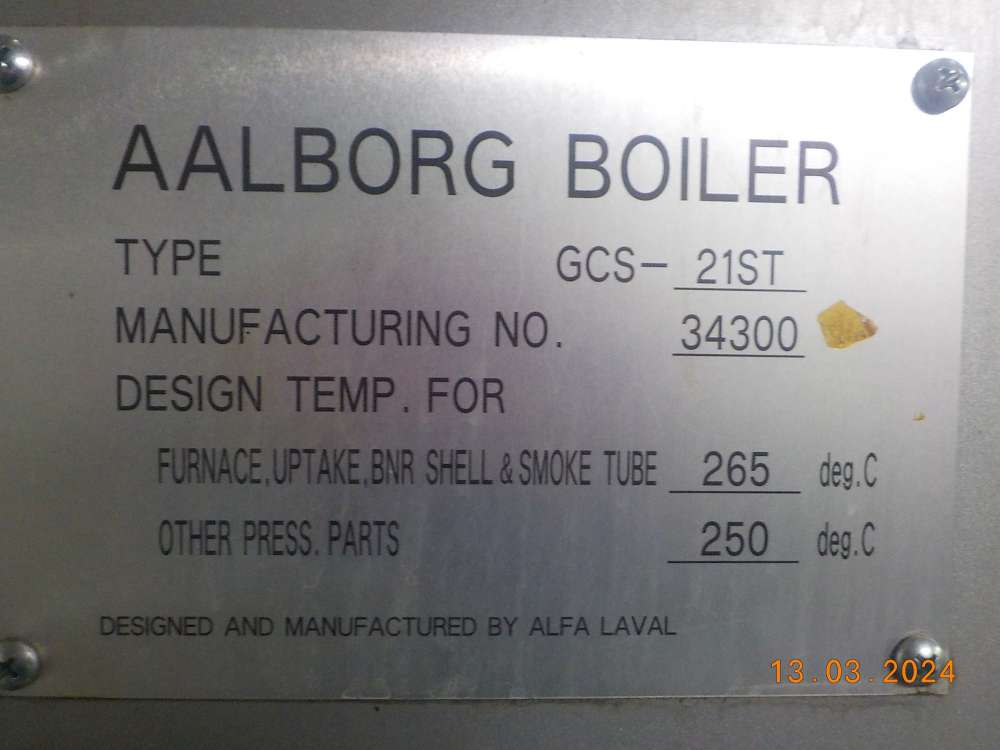 AALBORG BOILER
TYPE GCS- 21ST
MANUFACTURING NO. 34300
DESIGN TEMP. FOR
FURNACE,UPTAKE,BNR SHELL & SMOKE TUBE 265 deg.C
OTHER PRESS. PARTS 250 deg.C
DESIGNED AND MANUFACTURED BY ALFA LAVAL
13.03.2024